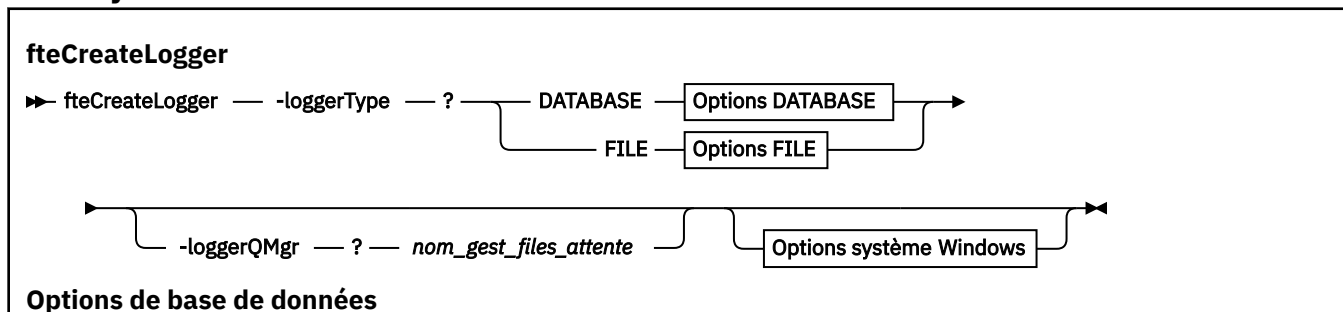 fteCreateLogger
fteCreateLogger -loggerType ? DATABASE Options DATABASE
FILE Options FILE
-loggerQMgr ? nom_gest_files_attente Options système Windows
Options de base de données